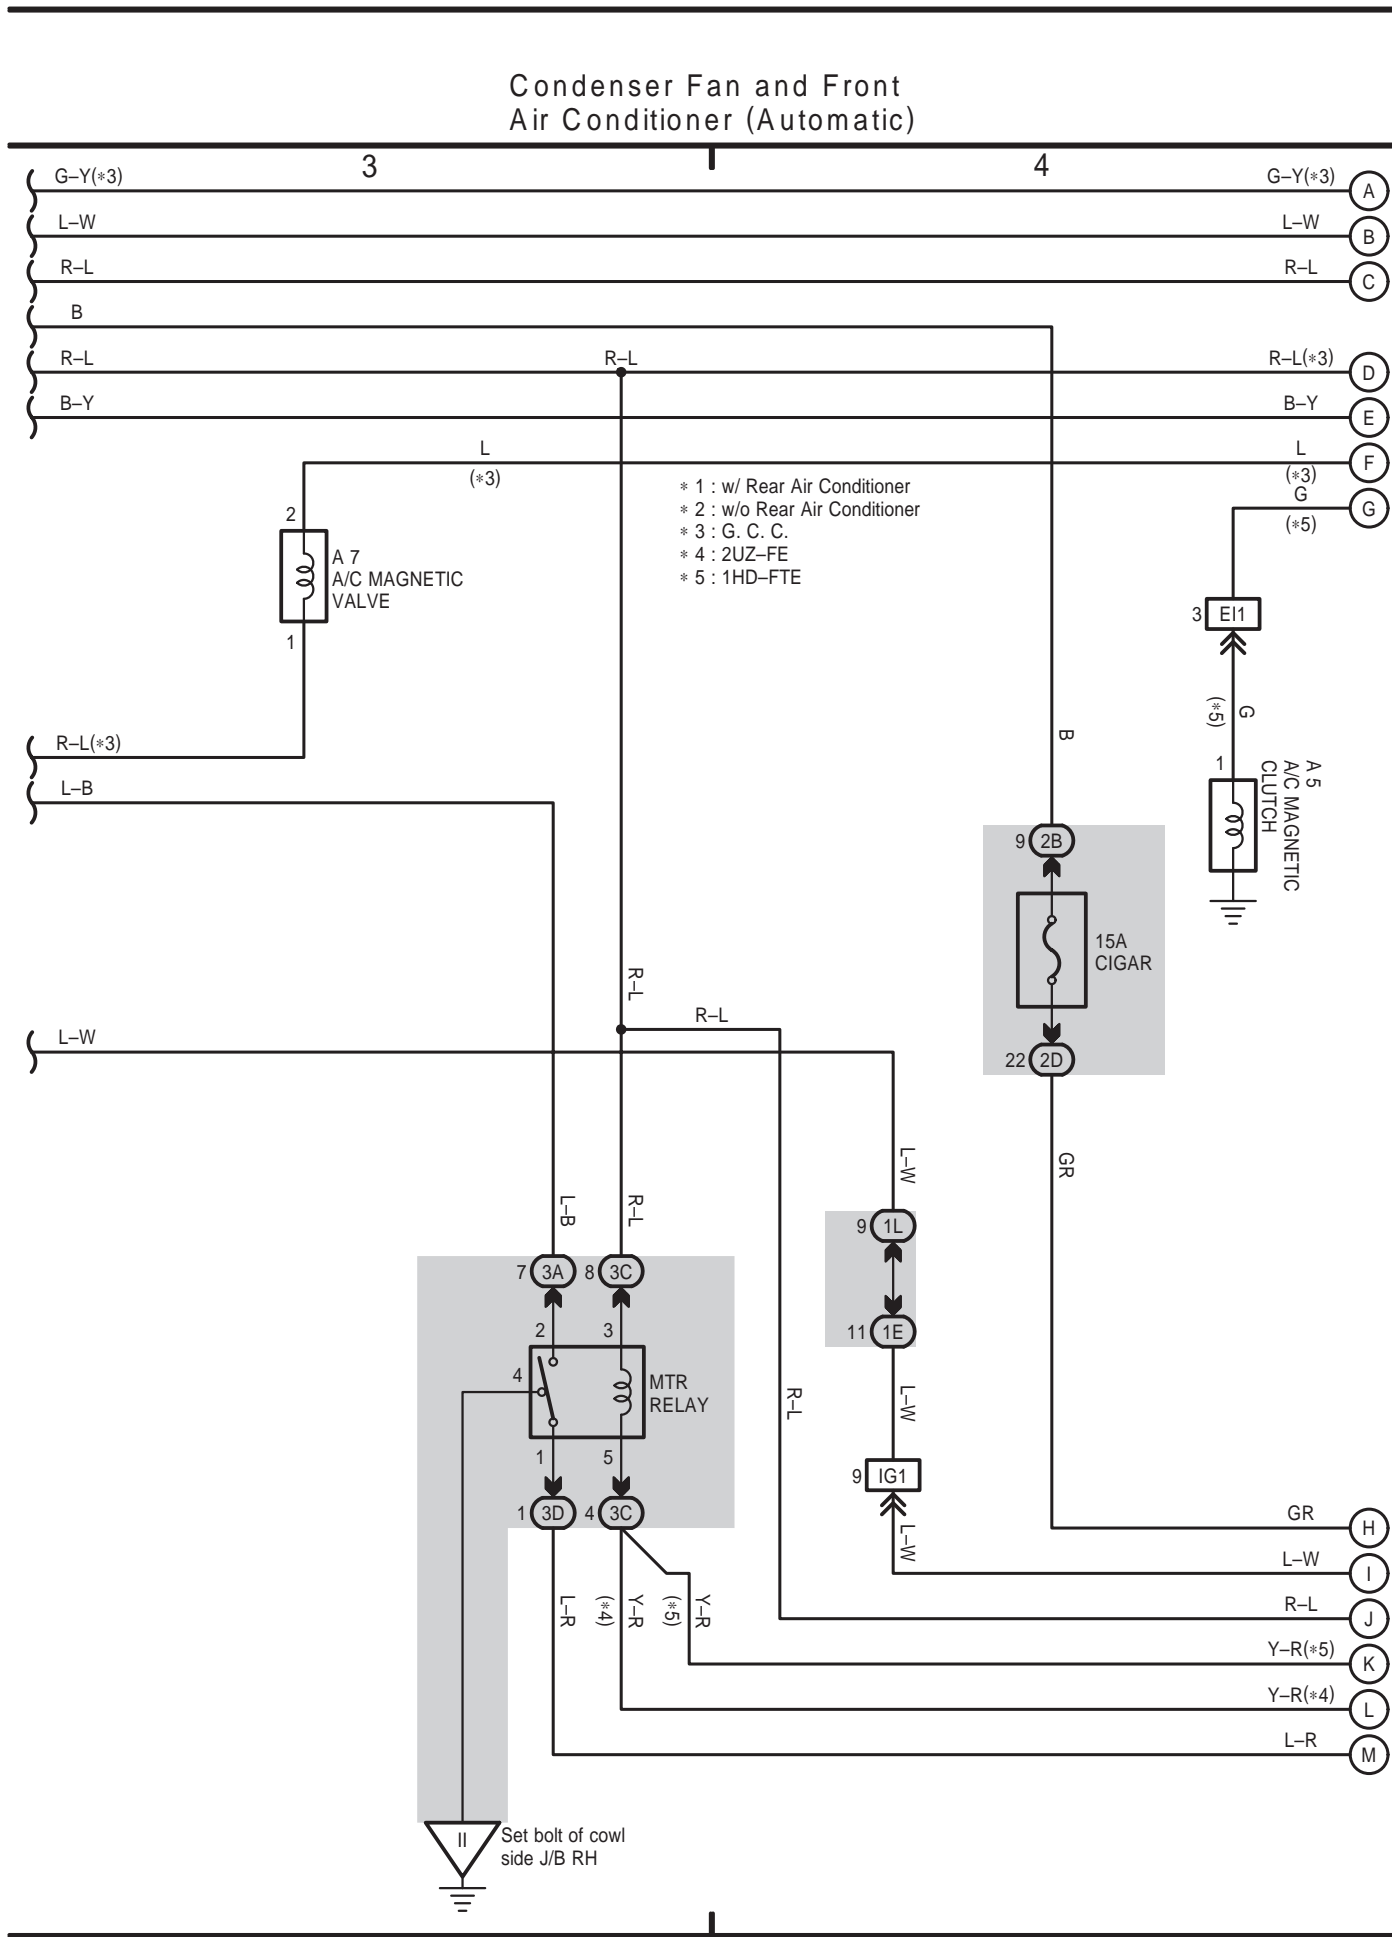 Condenser Fan and Front
Air Conditioner (Automatic)
3
4
G–Y(*3)
G–Y(*3)
A
L–W
L–W
B
R–L
R–L
C
B
R–L
R–L
R–L(*3)
D
B–Y
B–Y
E
L
(*3)
L
(*3)
F
G
(*5)
G
* 1 : w/ Rear Air Conditioner
* 2 : w/o Rear Air Conditioner
* 3 : G. C. C.
* 4 : 2UZ–FE
* 5 : 1HD–FTE
2
A 7
A/C MAGNETIC
VALVE
1
3
EI1
G
(*5)
1
A 5
A/C MAGNETIC
CLUTCH
R–L(*3)
L–B
B
9
2B
15A
CIGAR
22
2D
R–L
R–L
L–W
GR
L–W
L–B
R–L
9
1L
11
1E
7
3A
8
3C
2
3
4
MTR
RELAY
1
5
1
3D
4
3C
R–L
L–W
9
IG1
L–W
L–R
Y–R
(*4)
Y–R
(*5)
GR
H
L–W
I
R–L
J
Y–R(*5)
K
Y–R(*4)
L
L–R
M
II
Set bolt of cowl
side J/B RH